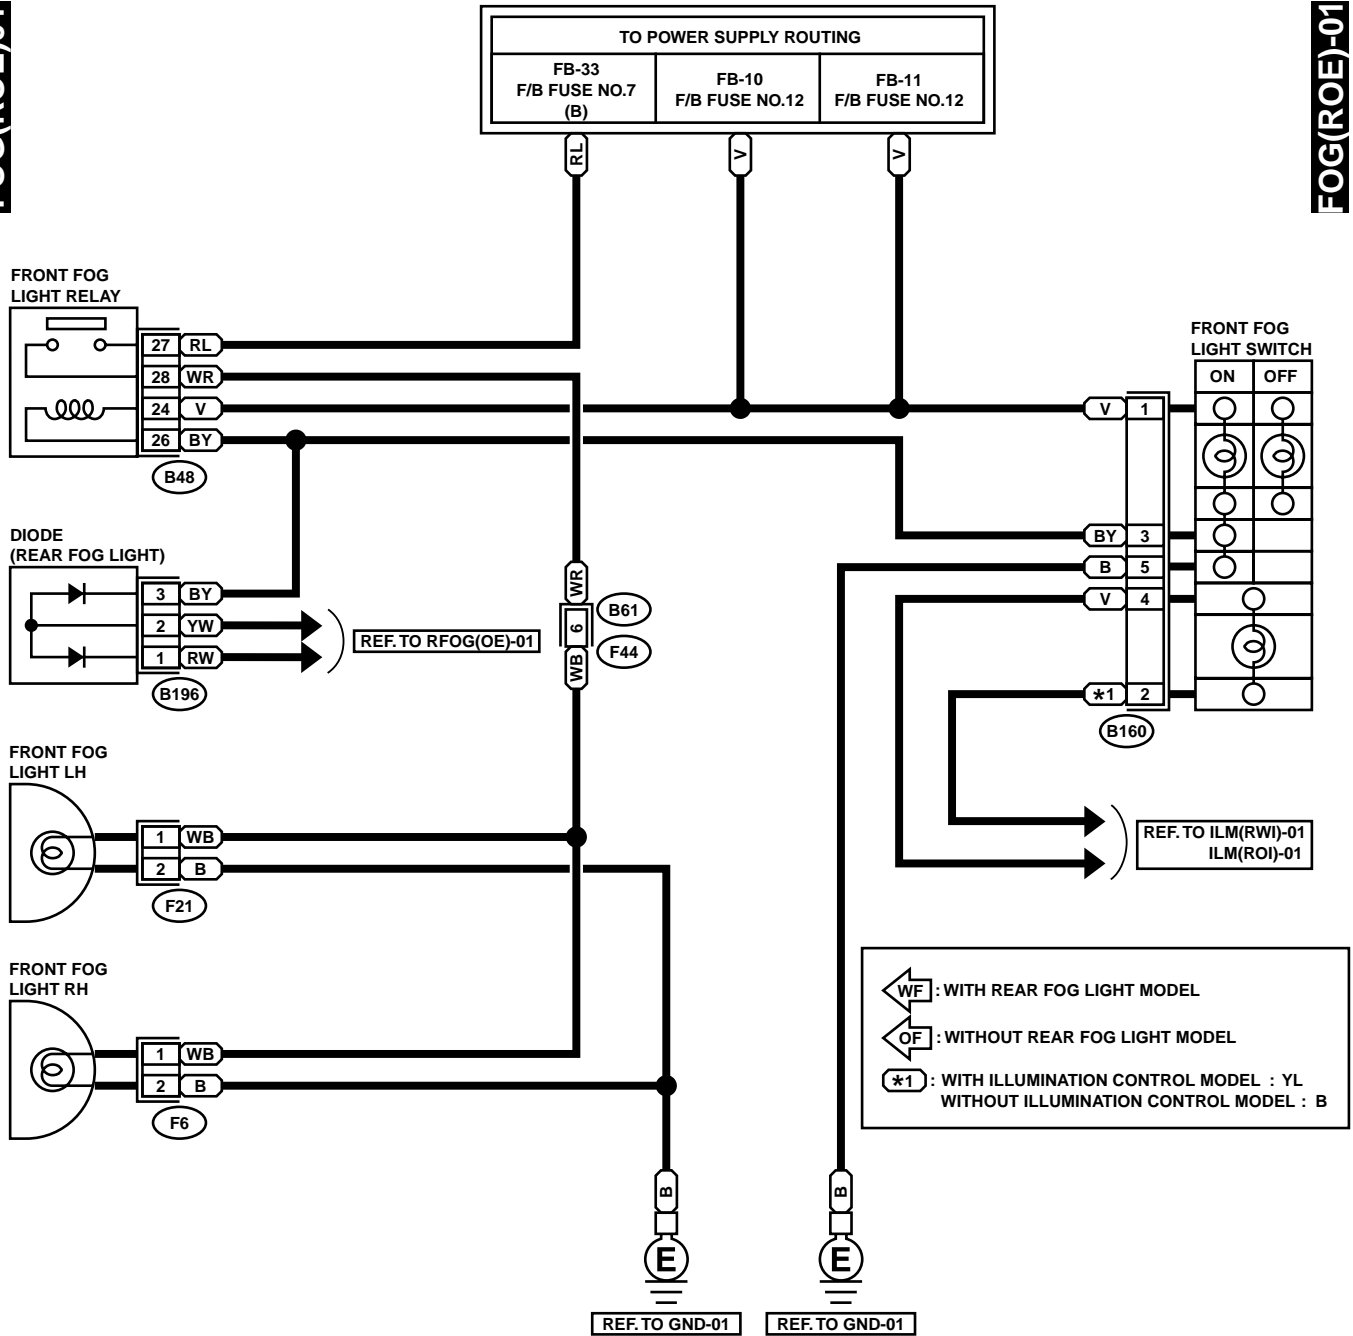 FOG(ROE)-01
TO POWER SUPPLY ROUTING
FB-33
F/B FUSE NO.7
(B)
FB-10
F/B FUSE NO.12
FB-11
F/B FUSE NO.12
RL
V
V
FRONT FOG
LIGHT RELAY
27 RL
28 WR
24 V
26 BY
B48
FRONT FOG
LIGHT SWITCH
ON OFF
V 1
BY 3
B 5
V 4
*1 2
B160
DIODE
(REAR FOG LIGHT)
3 BY
2 YW
1 RW
B196
REF. TO RFOG(OE)-01
WR
6
WB
B61
F44
FRONT FOG
LIGHT LH
1 WB
2 B
F21
REF. TO ILM(RWI)-01
ILM(ROI)-01
FRONT FOG
LIGHT RH
1 WB
2 B
F6
WF : WITH REAR FOG LIGHT MODEL
OF : WITHOUT REAR FOG LIGHT MODEL
*1 : WITH ILLUMINATION CONTROL MODEL : YL
WITHOUT ILLUMINATION CONTROL MODEL : B
B
E
REF. TO GND-01
B
E
REF. TO GND-01